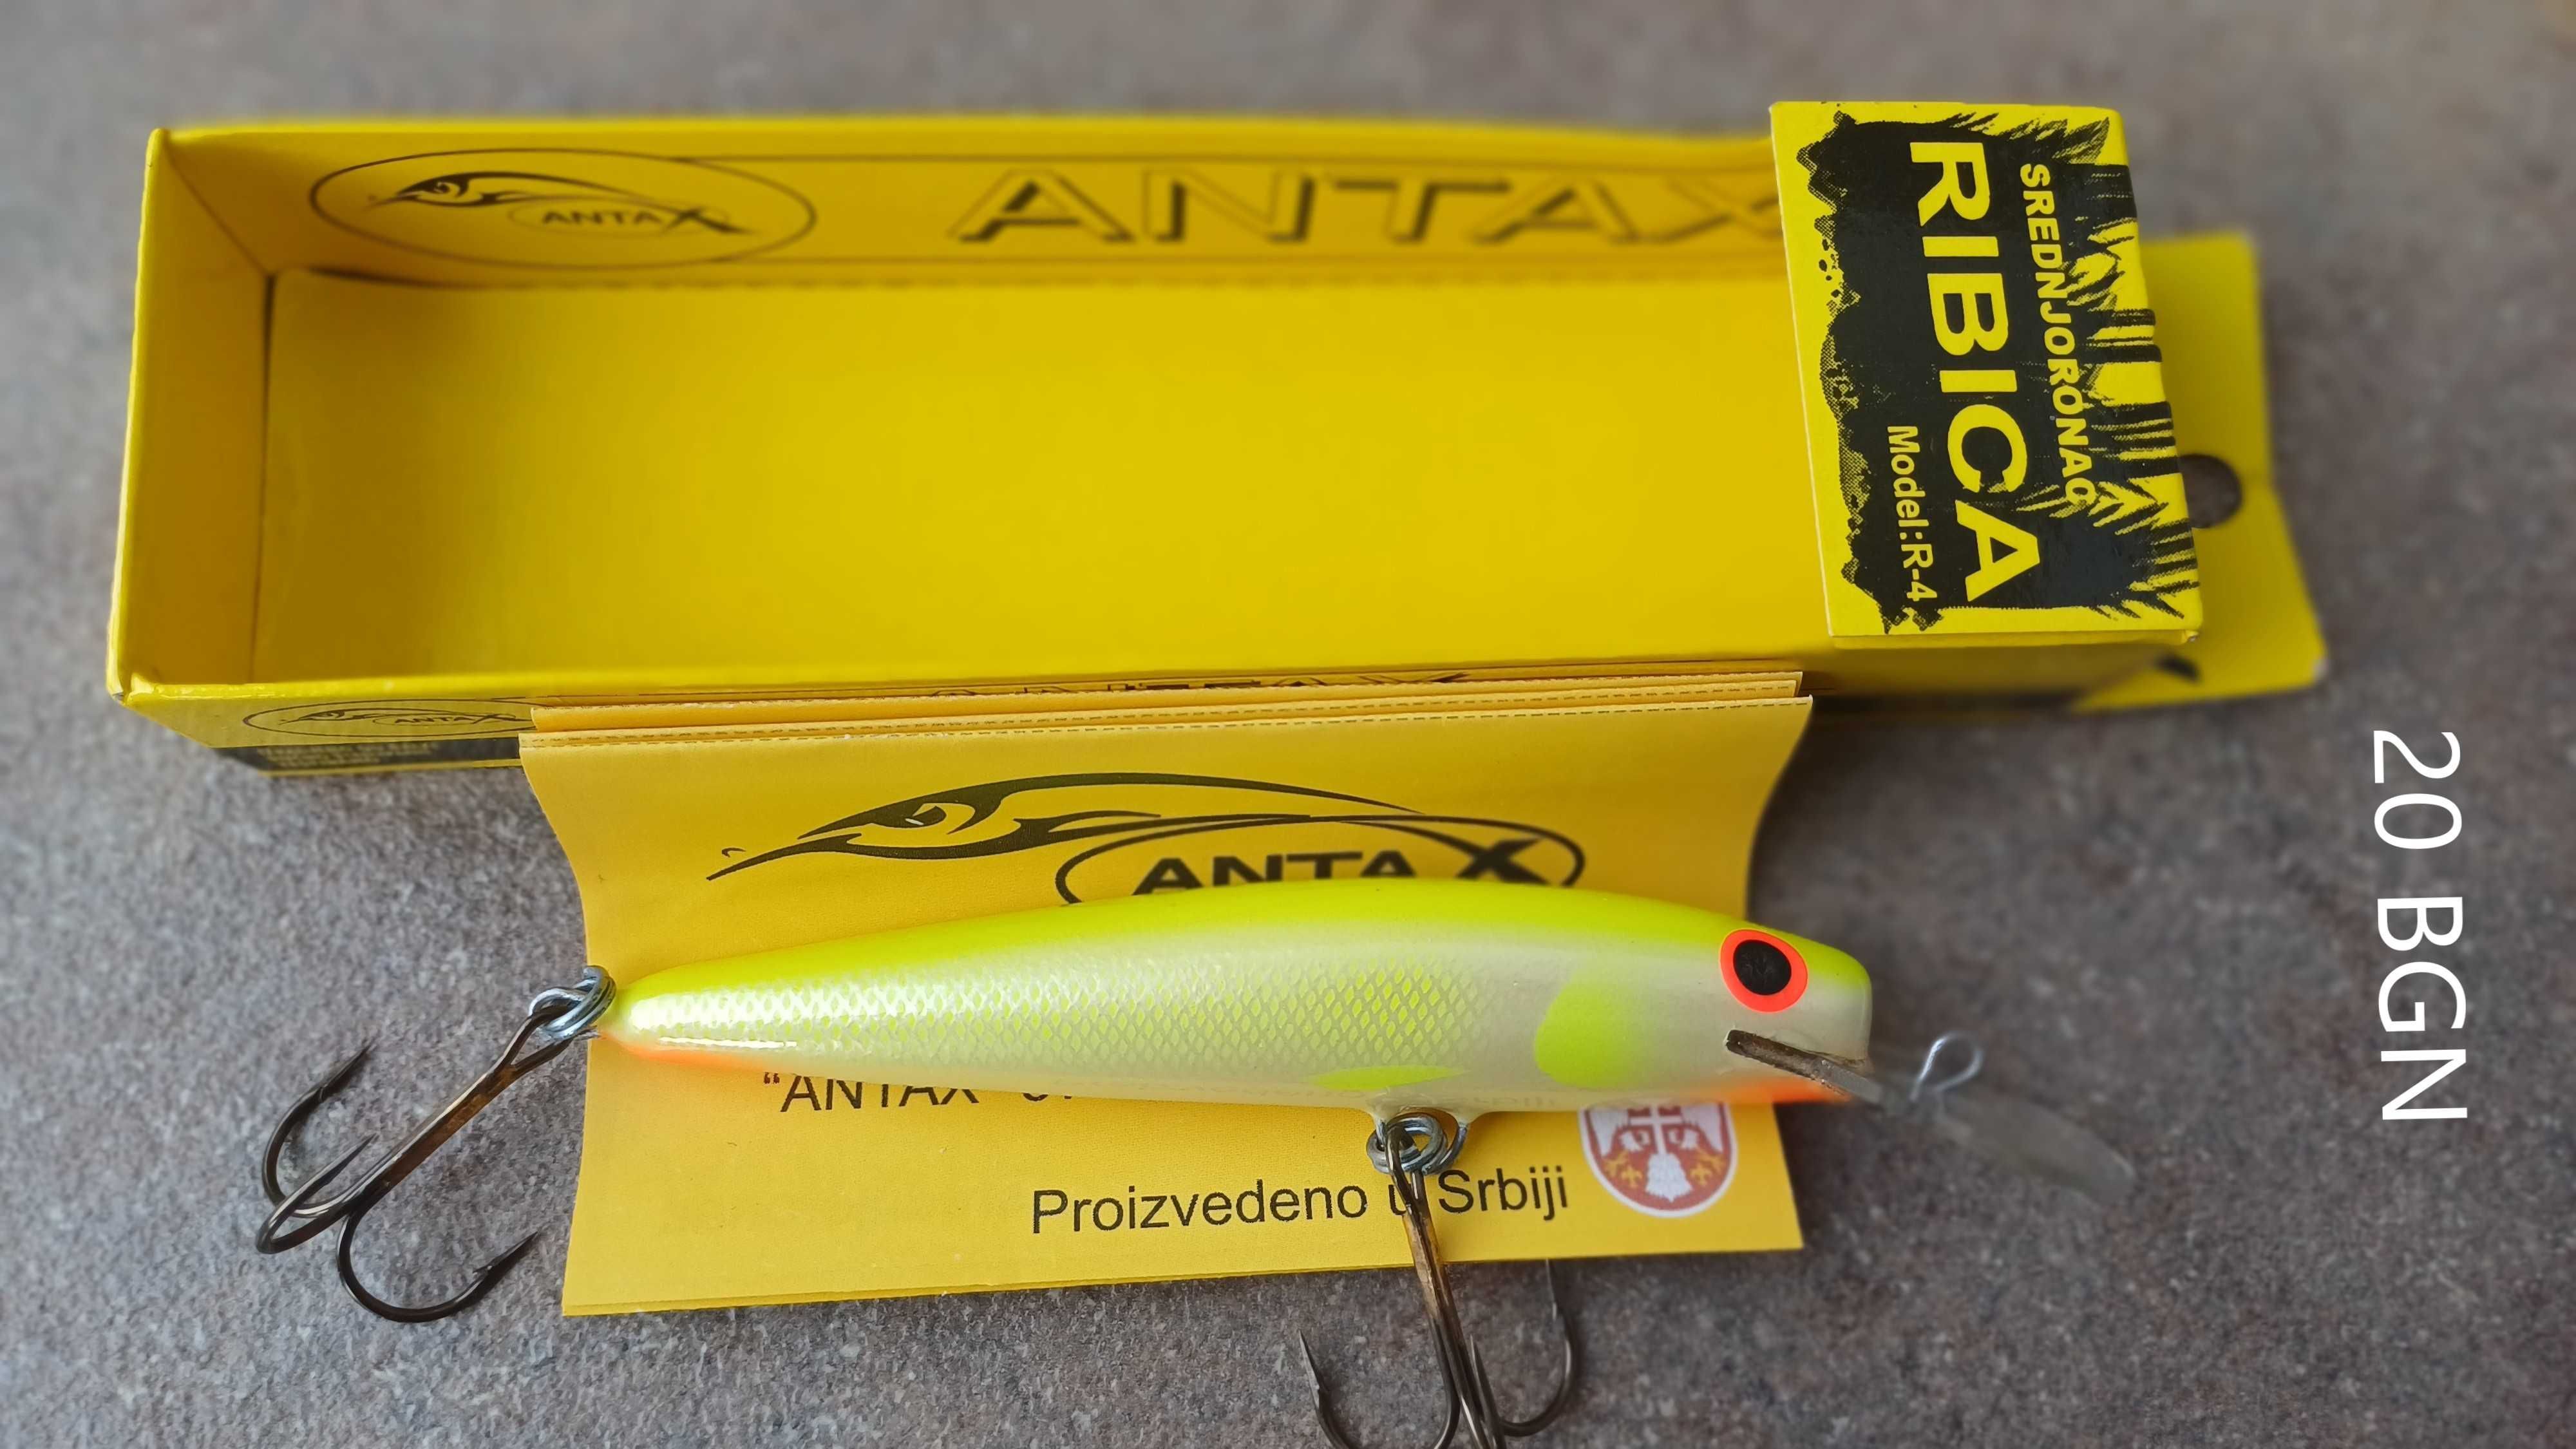 ANTAX
ANTAX
SREDNJORONAC
RIBICA
Model:R-4
ANTAX
ANTAX
"ANTAX"
Proizvedeno u Srbiji
20 BGN